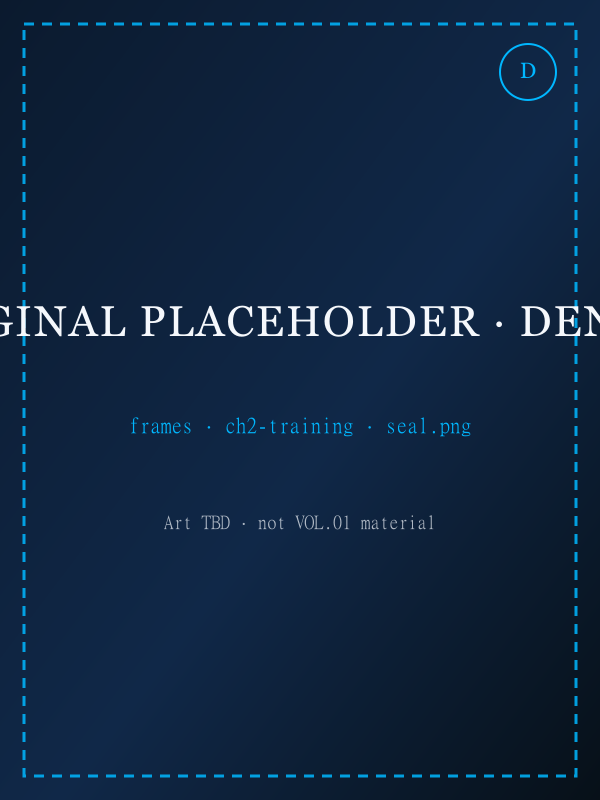 D
GINAL PLACEHOLDER · DEN
frames · ch2-training · seal.png
Art TBD · not VOL.01 material